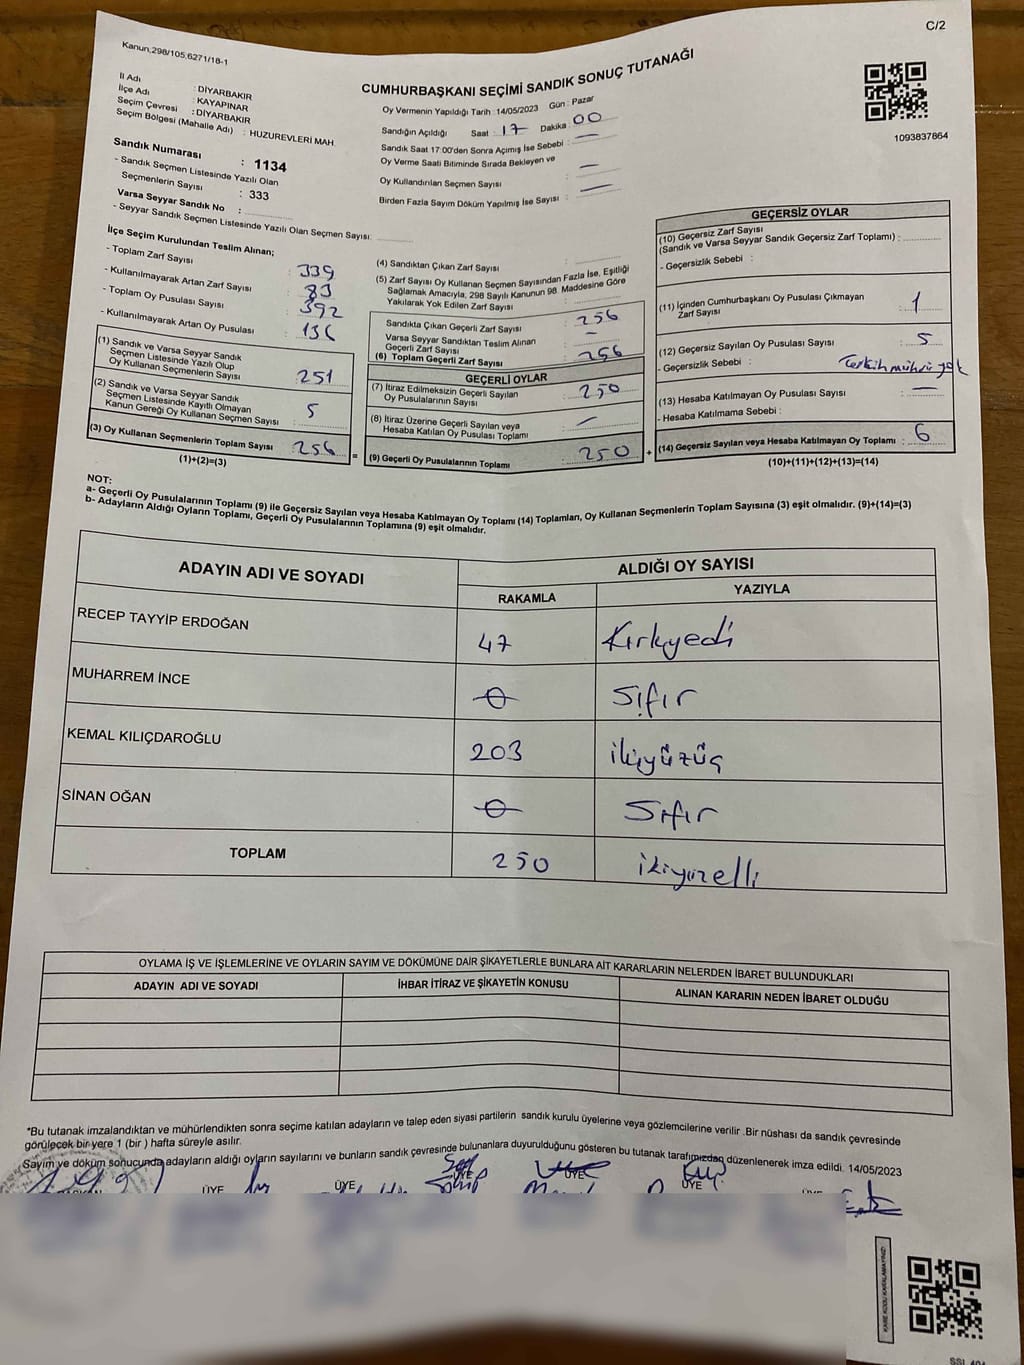 C/2
Kanun;298/105;6271/18-1
CUMHURBAŞKANI SEÇİMİ SANDIK SONUÇ TUTANAĞI
İl Adı : DİYARBAKIR
İlçe Adı : KAYAPINAR
Seçim Çevresi : DİYARBAKIR
Seçim Bölgesi (Mahalle Adı) : HUZUREVLERİ MAH.
Oy Vermenin Yapıldığı Tarih : 14/05/2023 Gün : Pazar
Sandığın Açıldığı Saat : 17 Dakika : 00
Sandık Saat 17:00'den Sonra Açımış İse Sebebi : —
Oy Verme Saati Bitiminde Sırada Bekleyen ve
Oy Kullandırılan Seçmen Sayısı : —
Birden Fazla Sayım Döküm Yapılmış İse Sayısı : —
1093837864
Sandık Numarası : 1134
- Sandık Seçmen Listesinde Yazılı Olan
Seçmenlerin Sayısı : 333
Varsa Seyyar Sandık No :
- Seyyar Sandık Seçmen Listesinde Yazılı Olan Seçmen Sayısı:
İlçe Seçim Kurulundan Teslim Alınan;
- Toplam Zarf Sayısı : 339
- Kullanılmayarak Artan Zarf Sayısı : 83
- Toplam Oy Pusulası Sayısı : 392
- Kullanılmayarak Artan Oy Pusulası : 136
(1) Sandık ve Varsa Seyyar Sandık
Seçmen Listesinde Yazılı Olup
Oy Kullanan Seçmenlerin Sayısı : 251
(2) Sandık ve Varsa Seyyar Sandık
Seçmen Listesinde Kayıtlı Olmayan
Kanun Gereği Oy Kullanan Seçmen Sayısı : 5
(3) Oy Kullanan Seçmenlerin Toplam Sayısı : 256
(1)+(2)=(3)
=
(4) Sandıktan Çıkan Zarf Sayısı :
(5) Zarf Sayısı Oy Kullanan Seçmen Sayısından Fazla İse, Eşitliği
Sağlamak Amacıyla, 298 Sayılı Kanunun 98. Maddesine Göre
Yakılarak Yok Edilen Zarf Sayısı :
Sandıkta Çıkan Geçerli Zarf Sayısı : 256
Varsa Seyyar Sandıktan Teslim Alınan
Geçerli Zarf Sayısı : —
(6) Toplam Geçerli Zarf Sayısı : 256
GEÇERLİ OYLAR
(7) İtiraz Edilmeksizin Geçerli Sayılan
Oy Pusulalarının Sayısı : 250
(8) İtiraz Üzerine Geçerli Sayılan veya
Hesaba Katılan Oy Pusulası Toplamı : —
(9) Geçerli Oy Pusulalarının Toplamı : 250
+
GEÇERSİZ OYLAR
(10) Geçersiz Zarf Sayısı
(Sandık ve Varsa Seyyar Sandık Geçersiz Zarf Toplamı) :
- Geçersizlik Sebebi :
(11) İçinden Cumhurbaşkanı Oy Pusulası Çıkmayan
Zarf Sayısı : 1
(12) Geçersiz Sayılan Oy Pusulası Sayısı : 5
- Geçersizlik Sebebi : Tercih mührü yok
(13) Hesaba Katılmayan Oy Pusulası Sayısı : —
- Hesaba Katılmama Sebebi :
(14) Geçersiz Sayılan veya Hesaba Katılmayan Oy Toplamı : 6
(10)+(11)+(12)+(13)=(14)
NOT:
a- Geçerli Oy Pusulalarının Toplamı (9) ile Geçersiz Sayılan veya Hesaba Katılmayan Oy Toplamı (14) Toplamları, Oy Kullanan Seçmenlerin Toplam Sayısına (3) eşit olmalıdır. (9)+(14)=(3)
b- Adayların Aldığı Oyların Toplamı, Geçerli Oy Pusulalarının Toplamına (9) eşit olmalıdır.
ADAYIN ADI VE SOYADI ALDIĞI OY SAYISI
RAKAMLA YAZIYLA
RECEP TAYYİP ERDOĞAN 47 Kırkyedi
MUHARREM İNCE 0 Sıfır
KEMAL KILIÇDAROĞLU 203 ikiyüzüç
SİNAN OĞAN 0 Sıfır
TOPLAM 250 ikiyüzelli
OYLAMA İŞ VE İŞLEMLERİNE VE OYLARIN SAYIM VE DÖKÜMÜNE DAİR ŞİKAYETLERLE BUNLARA AİT KARARLARIN NELERDEN İBARET BULUNDUKLARI
ADAYIN ADI VE SOYADI İHBAR İTİRAZ VE ŞİKAYETİN KONUSU ALINAN KARARIN NEDEN İBARET OLDUĞU
*Bu tutanak imzalandıktan ve mühürlendikten sonra seçime katılan adayların ve talep eden siyasi partilerin sandık kurulu üyelerine veya gözlemcilerine verilir .Bir nüshası da sandık çevresinde
görülecek bir yere 1 (bir ) hafta süreyle asılır.
Sayım ve döküm sonucunda adayların aldığı oyların sayılarını ve bunların sandık çevresinde bulunanlara duyurulduğunu gösteren bu tutanak tarafımızdan düzenlenerek imza edildi. 14/05/2023
ÜYE ÜYE ÜYE ÜYE